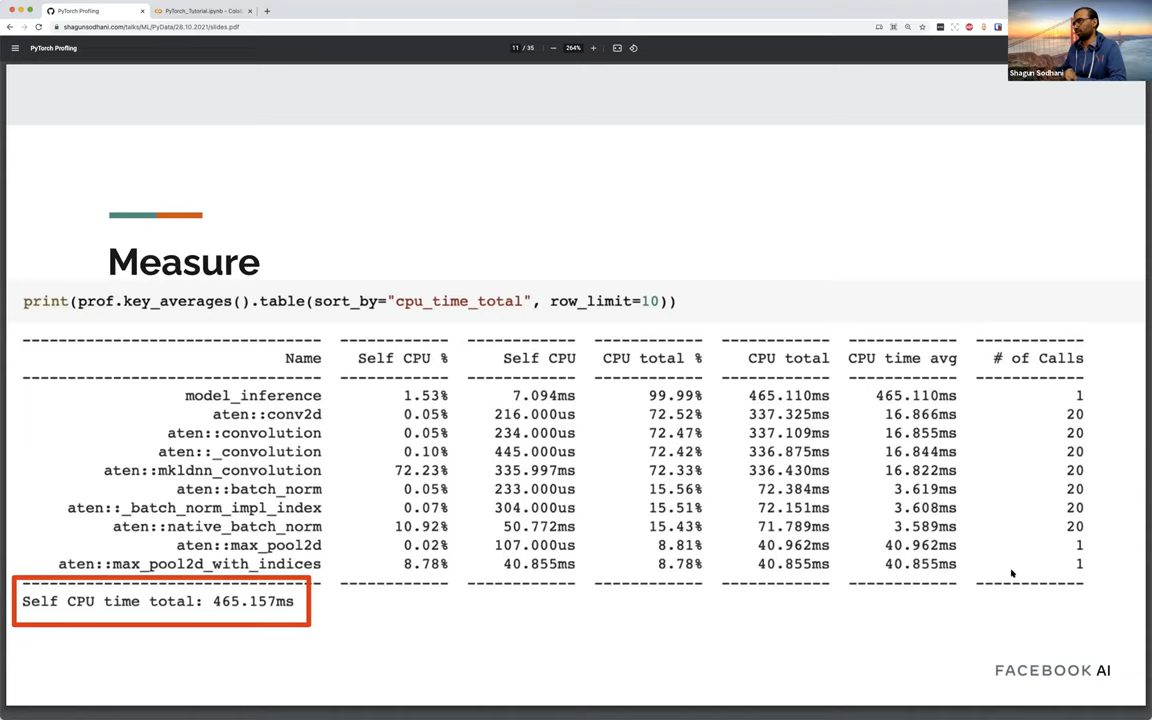 PyTorch Profling
PyTorch_Tutorial.ipynb - Colab
shagunsodhani.com/talks/ML/PyData/28.10.2021/slides.pdf
PyTorch Profling
11 / 35
264%
Shagun Sodhani
Measure
print(prof.key_averages().table(sort_by="cpu_time_total", row_limit=10))
Name Self CPU % Self CPU CPU total % CPU total CPU time avg # of Calls
model_inference 1.53% 7.094ms 99.99% 465.110ms 465.110ms 1
aten::conv2d 0.05% 216.000us 72.52% 337.325ms 16.866ms 20
aten::convolution 0.05% 234.000us 72.47% 337.109ms 16.855ms 20
aten::_convolution 0.10% 445.000us 72.42% 336.875ms 16.844ms 20
aten::mkldnn_convolution 72.23% 335.997ms 72.33% 336.430ms 16.822ms 20
aten::batch_norm 0.05% 233.000us 15.56% 72.384ms 3.619ms 20
aten::_batch_norm_impl_index 0.07% 304.000us 15.51% 72.151ms 3.608ms 20
aten::native_batch_norm 10.92% 50.772ms 15.43% 71.789ms 3.589ms 20
aten::max_pool2d 0.02% 107.000us 8.81% 40.962ms 40.962ms 1
aten::max_pool2d_with_indices 8.78% 40.855ms 8.78% 40.855ms 40.855ms 1
Self CPU time total: 465.157ms
FACEBOOK AI